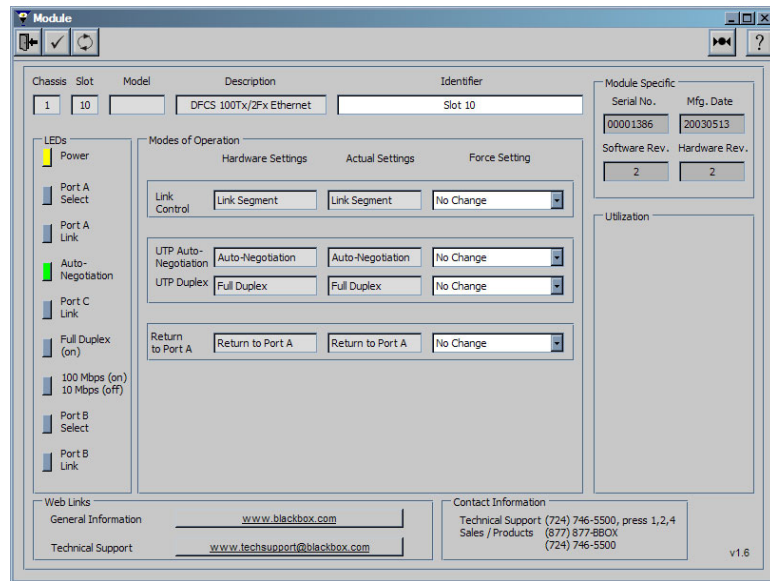 Module
?
Chassis Slot Model Description Identifier
1 10 DFCS 100Tx/2Fx Ethernet Slot 10
Module Specific
Serial No. Mfg. Date
00001386 20030513
Software Rev. Hardware Rev.
2 2
LEDs
Power
Port A
Select
Port A
Link
Auto-
Negotiation
Port C
Link
Full Duplex
(on)
100 Mbps (on)
10 Mbps (off)
Port B
Select
Port B
Link
Modes of Operation
Hardware Settings Actual Settings Force Setting
Link
Control Link Segment Link Segment No Change
UTP Auto-
Negotiation Auto-Negotiation Auto-Negotiation No Change
UTP Duplex Full Duplex Full Duplex No Change
Return
to Port A Return to Port A Return to Port A No Change
Utilization
Web Links
General Information www.blackbox.com
Technical Support www.techsupport@blackbox.com
Contact Information
Technical Support (724) 746-5500, press 1,2,4
Sales / Products (877) 877-BBOX
(724) 746-5500
v1.6